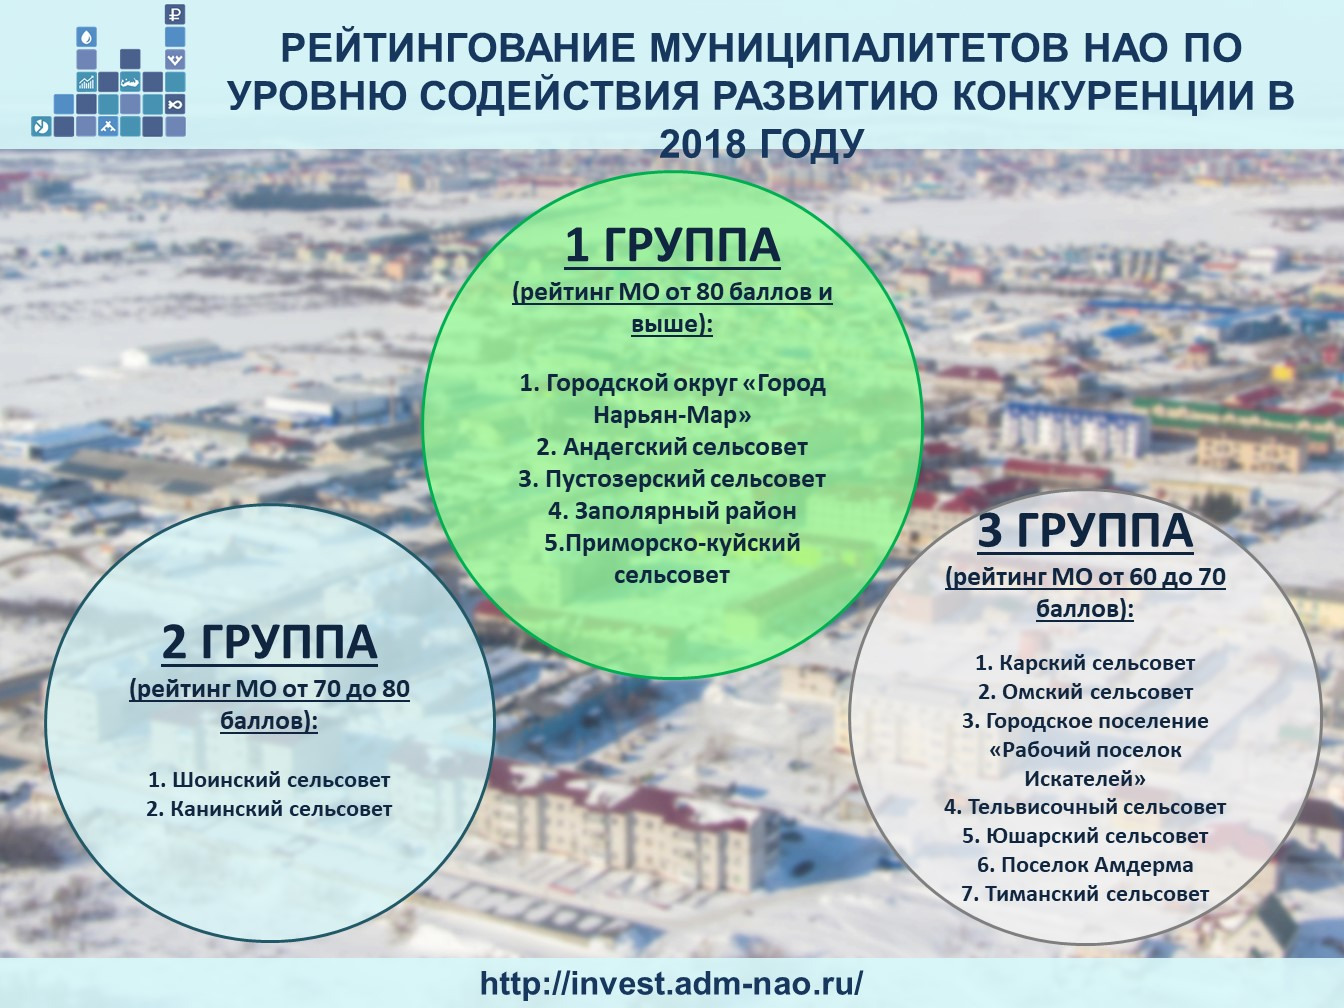 РЕЙТИНГОВАНИЕ МУНИЦИПАЛИТЕТОВ НАО ПО
УРОВНЮ СОДЕЙСТВИЯ РАЗВИТИЮ КОНКУРЕНЦИИ В
2018 ГОДУ
1 ГРУППА
(рейтинг МО от 80 баллов и
выше):
1. Городской округ «Город
Нарьян-Мар»
2. Андегский сельсовет
3. Пустозерский сельсовет
4. Заполярный район
5.Приморско-куйский
сельсовет
2 ГРУППА
(рейтинг МО от 70 до 80
баллов):
1. Шоинский сельсовет
2. Канинский сельсовет
3 ГРУППА
(рейтинг МО от 60 до 70
баллов):
1. Карский сельсовет
2. Омский сельсовет
3. Городское поселение
«Рабочий поселок
Искателей»
4. Тельвисочный сельсовет
5. Юшарский сельсовет
6. Поселок Амдерма
7. Тиманский сельсовет
http://invest.adm-nao.ru/